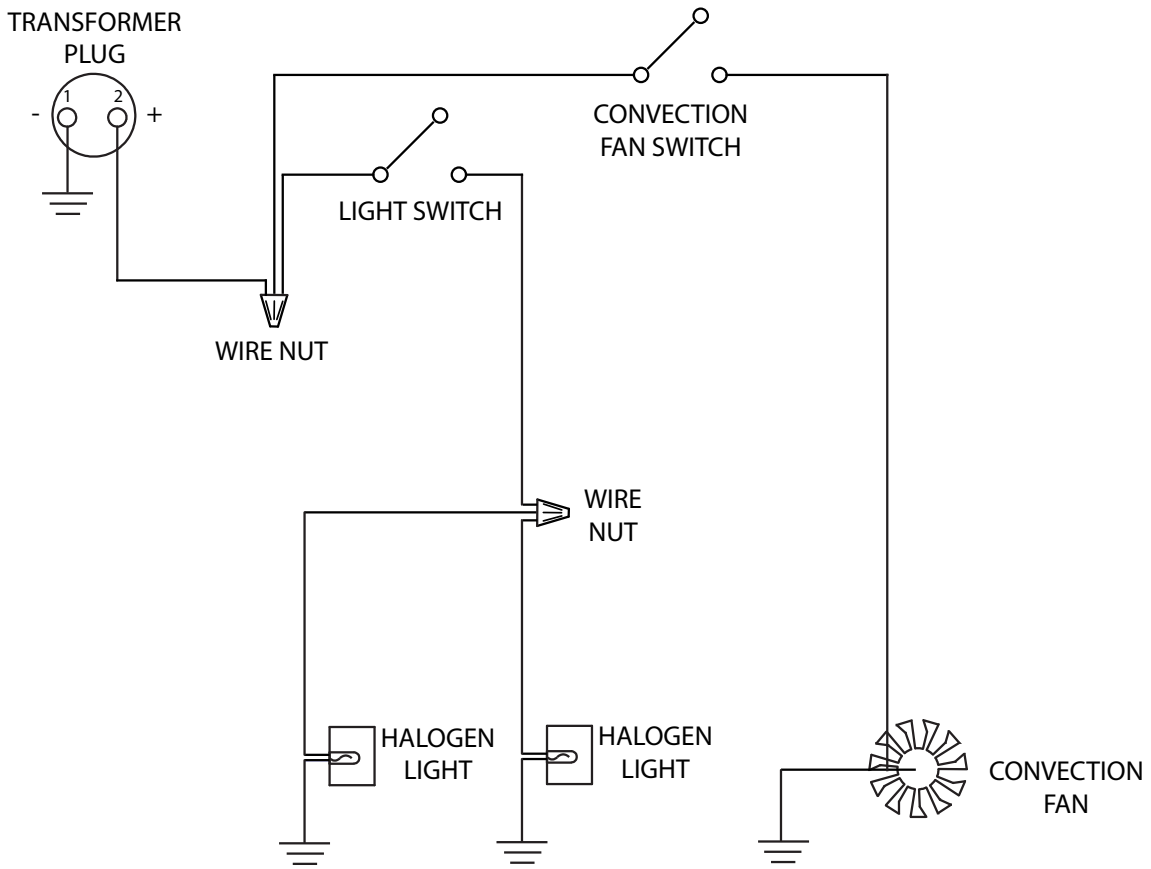 TRANSFORMER
PLUG
1
2
-
+
CONVECTION
FAN SWITCH
LIGHT SWITCH
WIRE NUT
WIRE
NUT
HALOGEN
LIGHT
HALOGEN
LIGHT
CONVECTION
FAN